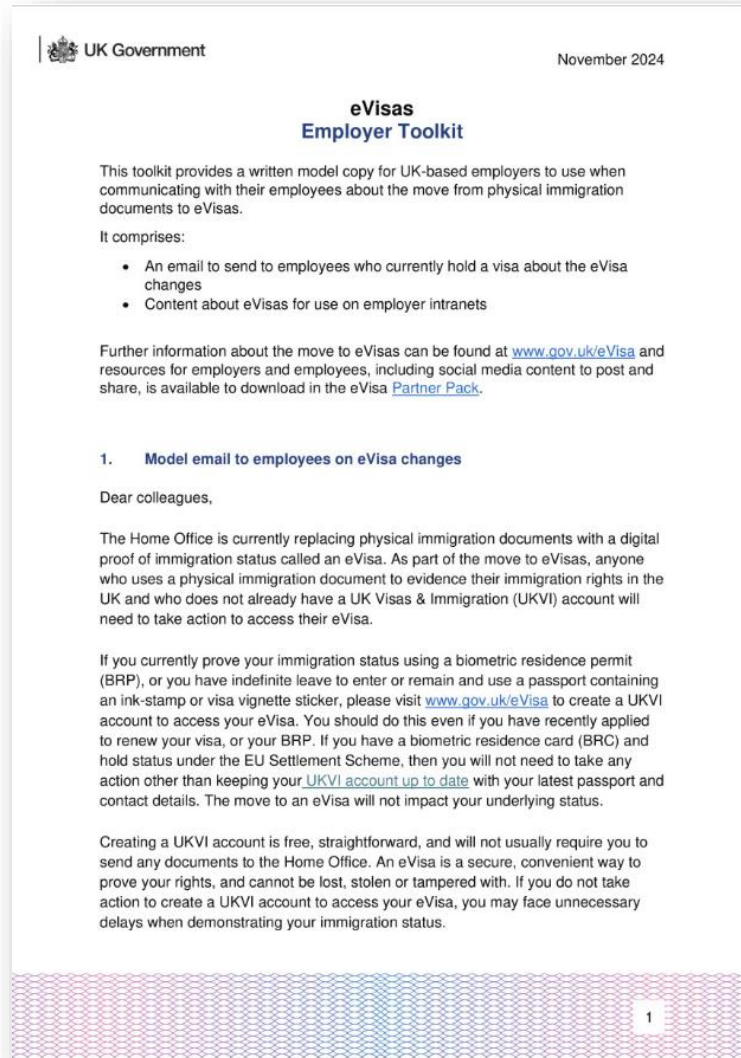 UK Government
November 2024
eVisas
Employer Toolkit
This toolkit provides a written model copy for UK-based employers to use when
communicating with their employees about the move from physical immigration
documents to eVisas.
It comprises:
• An email to send to employees who currently hold a visa about the eVisa
changes
• Content about eVisas for use on employer intranets
Further information about the move to eVisas can be found at www.gov.uk/eVisa and
resources for employers and employees, including social media content to post and
share, is available to download in the eVisa Partner Pack.
1. Model email to employees on eVisa changes
Dear colleagues,
The Home Office is currently replacing physical immigration documents with a digital
proof of immigration status called an eVisa. As part of the move to eVisas, anyone
who uses a physical immigration document to evidence their immigration rights in the
UK and who does not already have a UK Visas & Immigration (UKVI) account will
need to take action to access their eVisa.
If you currently prove your immigration status using a biometric residence permit
(BRP), or you have indefinite leave to enter or remain and use a passport containing
an ink-stamp or visa vignette sticker, please visit www.gov.uk/eVisa to create a UKVI
account to access your eVisa. You should do this even if you have recently applied
to renew your visa, or your BRP. If you have a biometric residence card (BRC) and
hold status under the EU Settlement Scheme, then you will not need to take any
action other than keeping your UKVI account up to date with your latest passport and
contact details. The move to an eVisa will not impact your underlying status.
Creating a UKVI account is free, straightforward, and will not usually require you to
send any documents to the Home Office. An eVisa is a secure, convenient way to
prove your rights, and cannot be lost, stolen or tampered with. If you do not take
action to create a UKVI account to access your eVisa, you may face unnecessary
delays when demonstrating your immigration status.
1